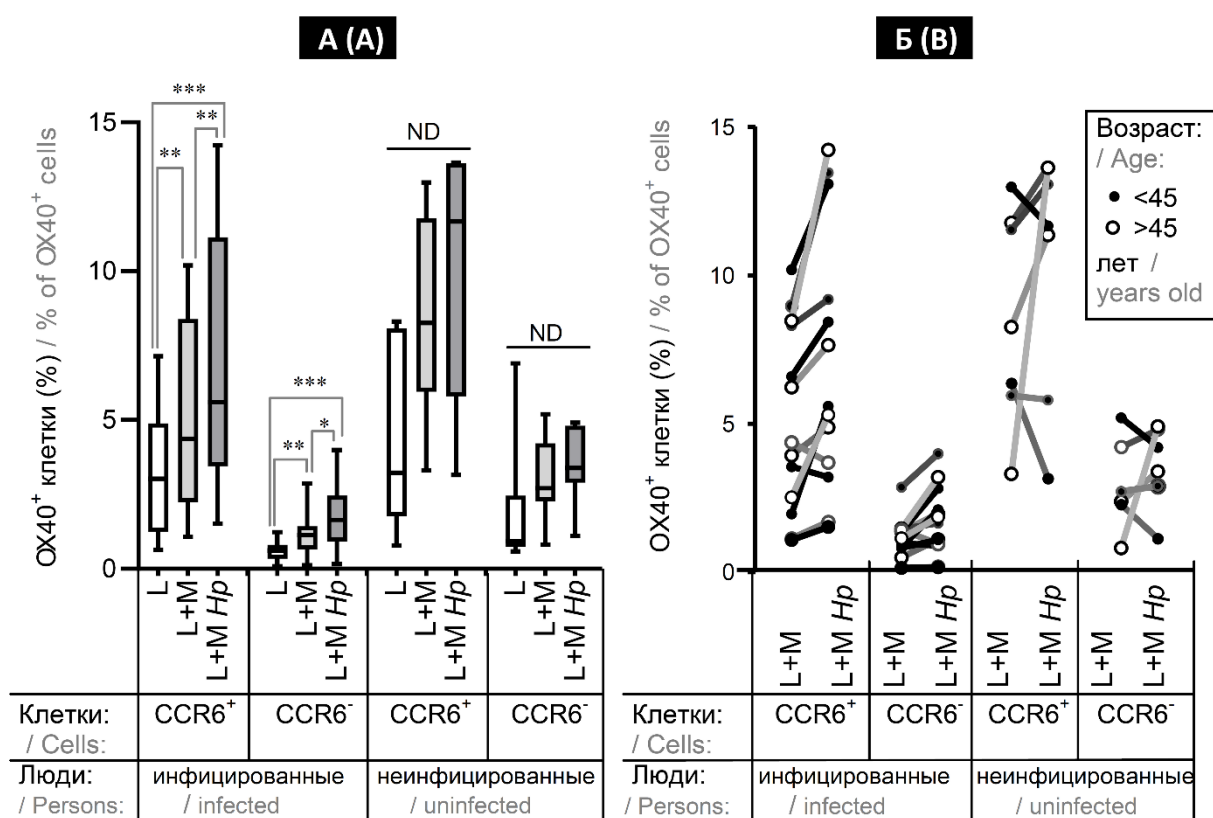 А (A)
OX40+ клетки (%) / % of OX40+ cells
15
10
5
0
***
**
**
***
**
*
ND
ND
L
L+M
L+M Hp
L
L+M
L+M Hp
L
L+M
L+M Hp
L
L+M
L+M Hp
Клетки:
/ Cells:
CCR6+
CCR6-
CCR6+
CCR6-
Люди:
/ Persons:
инфицированные
/ infected
неинфицированные
/ uninfected
Б (B)
OX40+ клетки (%) / % of OX40+ cells
15
10
5
0
Возраст:
/ Age:
<45
>45
лет /
years old
L+M
L+M Hp
L+M
L+M Hp
L+M
L+M Hp
L+M
L+M Hp
Клетки:
/ Cells:
CCR6+
CCR6-
CCR6+
CCR6-
Люди:
/ Persons:
инфицированные
/ infected
неинфицированные
/ uninfected